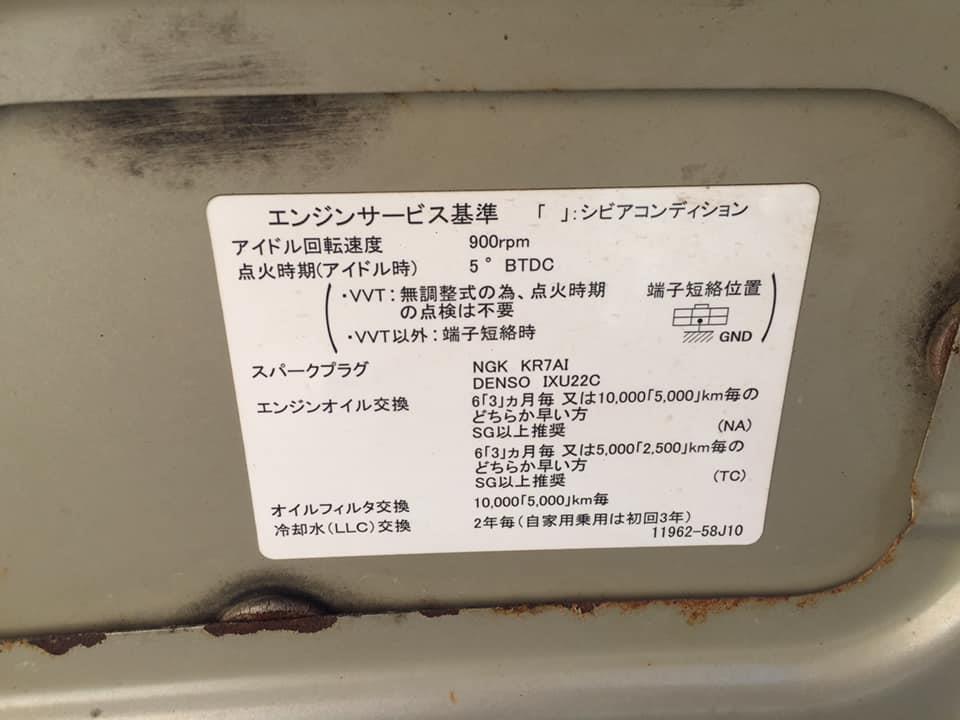 エンジンサービス基準 「 」:シビアコンディション
アイドル回転速度 900rpm
点火時期(アイドル時) 5° BTDC
・VVT:無調整式の為、点火時期
の点検は不要
・VVT以外:端子短絡時
端子短絡位置
GND
スパークプラグ NGK KR7AI
DENSO IXU22C
エンジンオイル交換 6「3」ヵ月毎 又は10,000「5,000」km毎の
どちらか早い方
SG以上推奨 (NA)
6「3」ヵ月毎 又は5,000「2,500」km毎の
どちらか早い方
SG以上推奨 (TC)
オイルフィルタ交換 10,000「5,000」km毎
冷却水(LLC)交換 2年毎(自家用乗用は初回3年)
11962-58J10